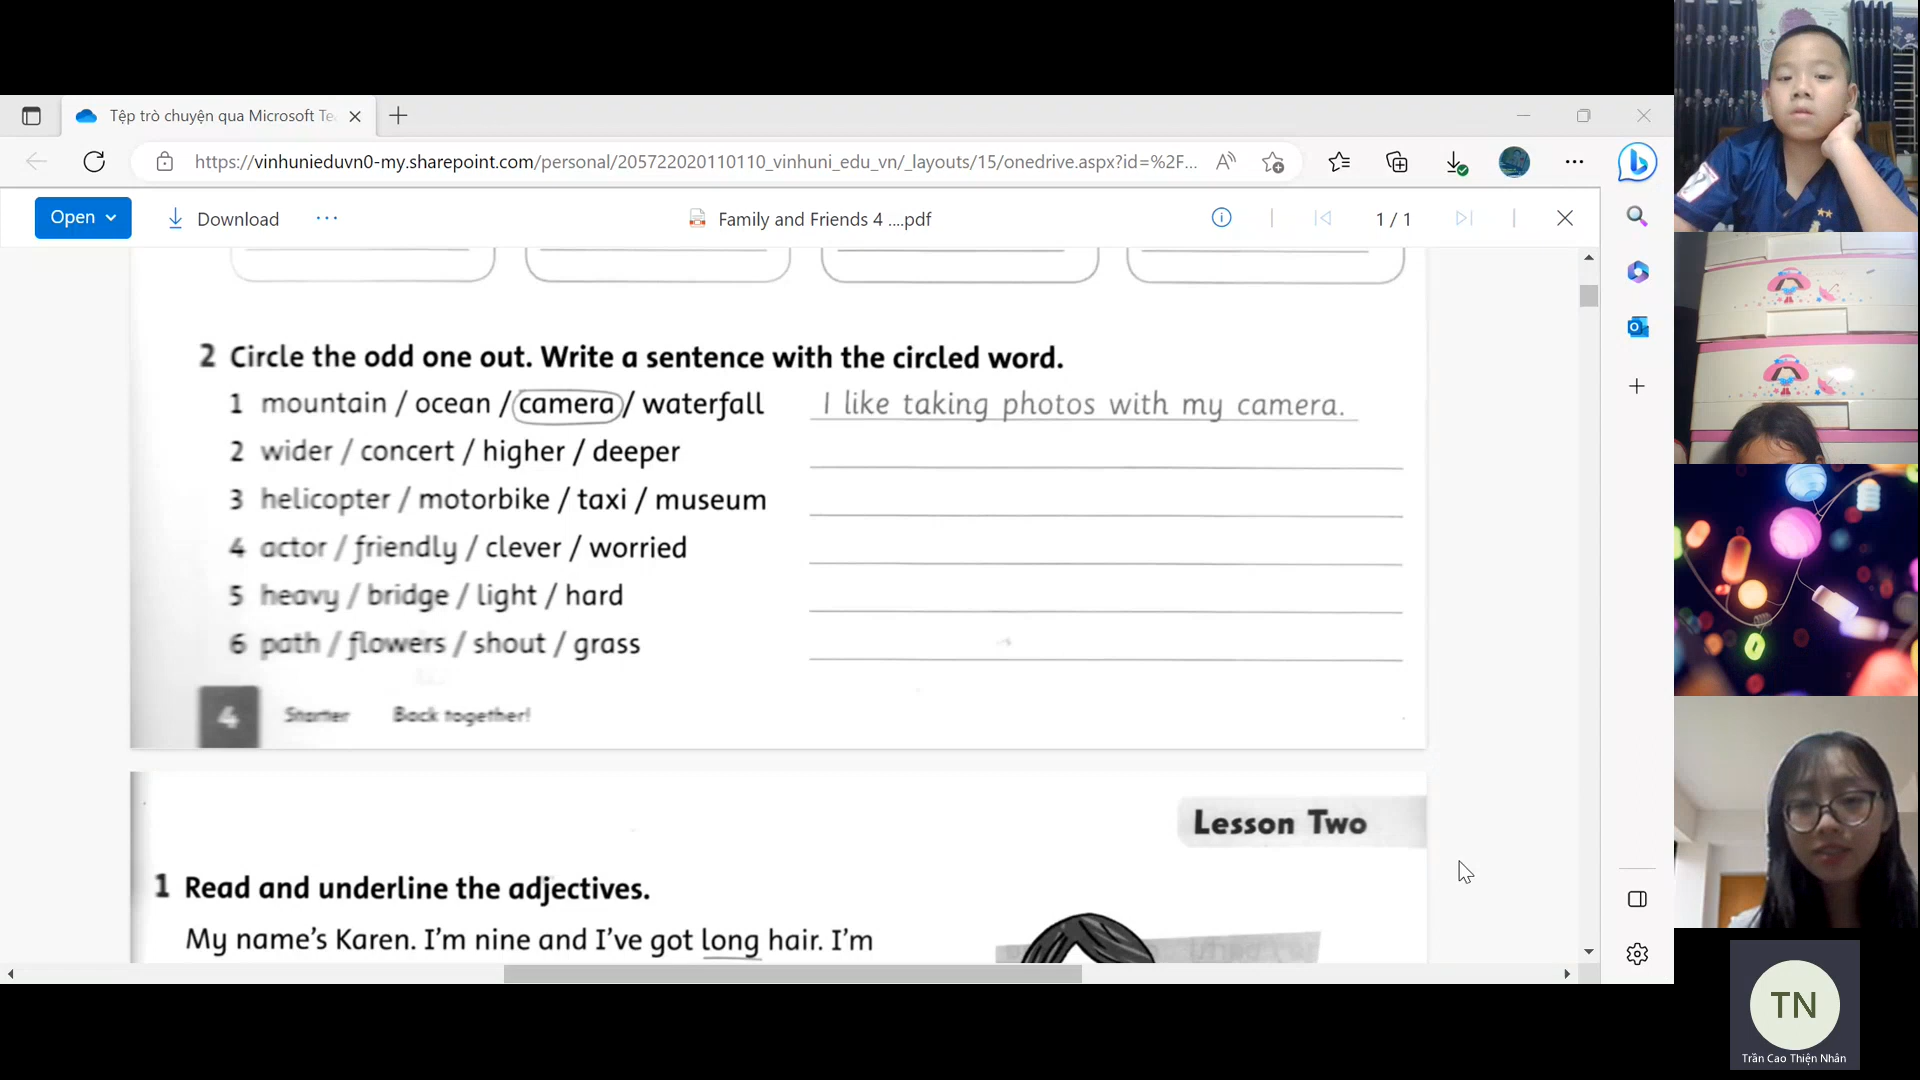 Tệp trò chuyện qua Microsoft Te
https://vinhunieduvn0-my.sharepoint.com/personal/205722020110110_vinhuni_edu_vn/_layouts/15/onedrive.aspx?id=%2F...
Open
Download
Family and Friends 4 ....pdf
1 / 1
2 Circle the odd one out. Write a sentence with the circled word.
1 mountain / ocean / camera / waterfall I like taking photos with my camera.
2 wider / concert / higher / deeper
3 helicopter / motorbike / taxi / museum
4 actor / friendly / clever / worried
5 heavy / bridge / light / hard
6 path / flowers / shout / grass
4 Starter Back together!
Lesson Two
1 Read and underline the adjectives.
My name's Karen. I'm nine and I've got long hair. I'm
TN
Trần Cao Thiện Nhân